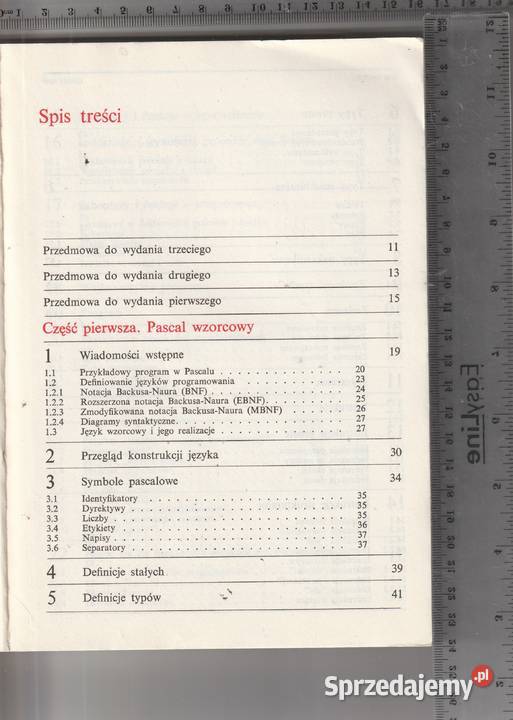 Spis treści
Przedmowa do wydania trzeciego 11
Przedmowa do wydania drugiego 13
Przedmowa do wydania pierwszego 15
Część pierwsza. Pascal wzorcowy
1 Wiadomości wstępne 19
1.1 Przykładowy program w Pascalu . . . . . . . . . . . . 20
1.2 Definiowanie języków programowania . . . . . . . . . . 23
1.2.1 Notacja Backusa-Naura (BNF) . . . . . . . . . . . . 24
1.2.2 Rozszerzona notacja Backusa-Naura (EBNF) . . . . . . . 25
1.2.3 Zmodyfikowana notacja Backusa-Naura (MBNF) . . . . . 26
1.2.4 Diagramy syntaktyczne . . . . . . . . . . . . . . . 27
1.3 Język wzorcowy i jego realizacje . . . . . . . . . . . . 27
2 Przegląd konstrukcji języka 30
3 Symbole pascalowe 34
3.1 Identyfikatory . . . . . . . . . . . . . . . . . 35
3.2 Dyrektywy . . . . . . . . . . . . . . . . . . 35
3.3 Liczby . . . . . . . . . . . . . . . . . . . . 35
3.4 Etykiety . . . . . . . . . . . . . . . . . . . 36
3.5 Napisy . . . . . . . . . . . . . . . . . . . . 37
3.6 Separatory . . . . . . . . . . . . . . . . . . 37
4 Definicje stałych 39
5 Definicje typów 41
EasyLine
Sprzedajemy.pl